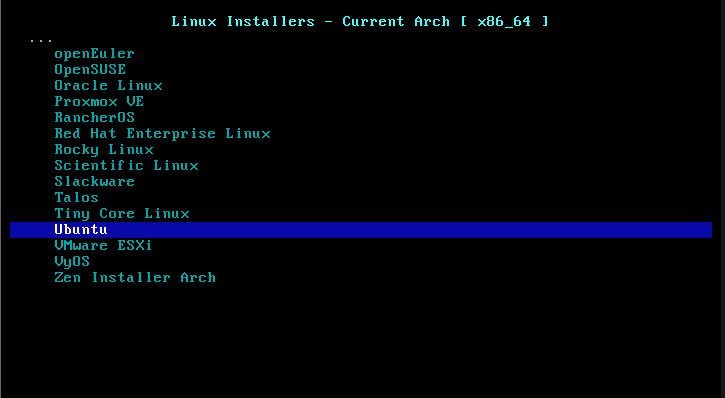 Linux Installers - Current Arch [ x86_64 ]
...
openEuler
OpenSUSE
Oracle Linux
Proxmox VE
RancherOS
Red Hat Enterprise Linux
Rocky Linux
Scientific Linux
Slackware
Talos
Tiny Core Linux
Ubuntu
VMware ESXi
VyOS
Zen Installer Arch